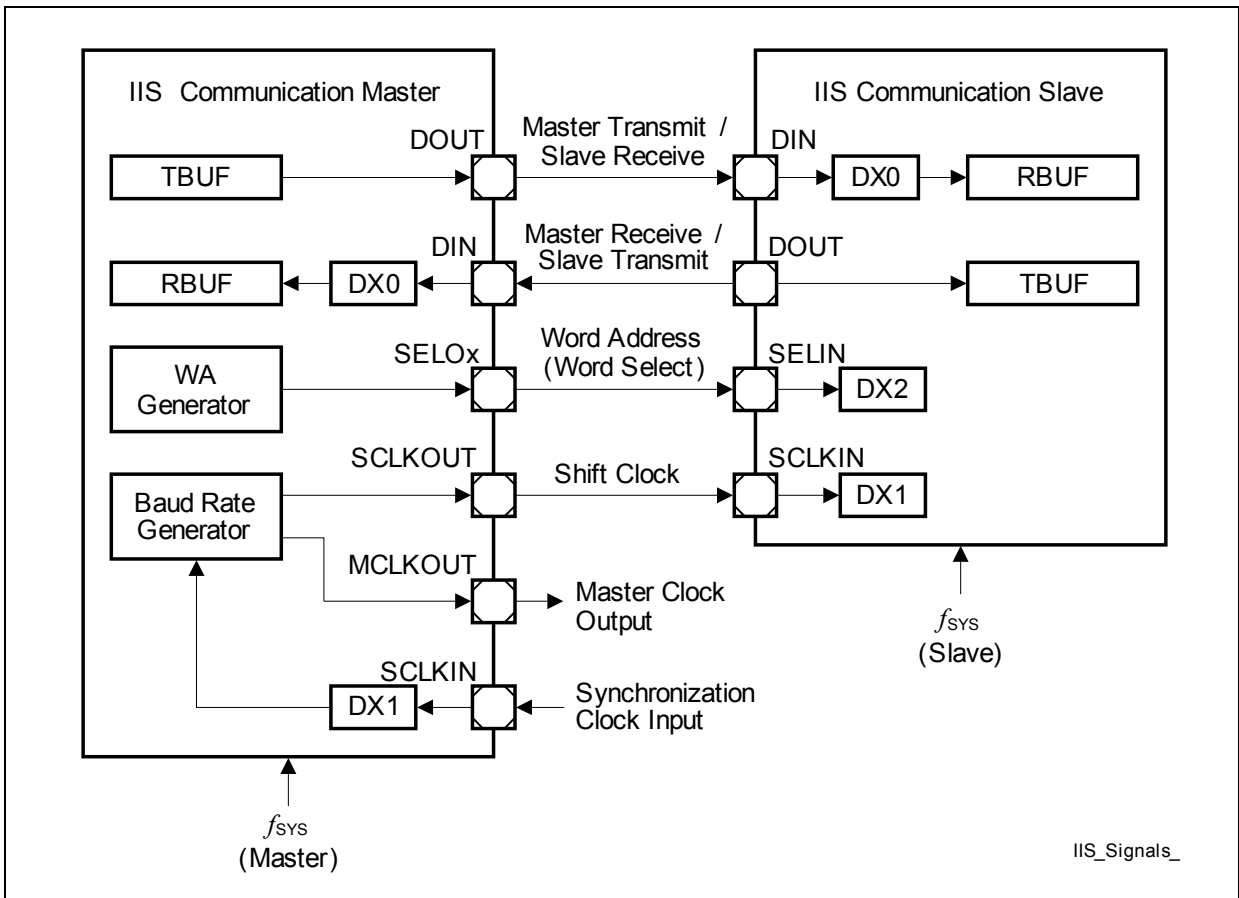 IIS Communication Master
IIS Communication Slave
DOUT
Master Transmit /
Slave Receive
DIN
TBUF
DX0
RBUF
DIN
Master Receive /
Slave Transmit
DOUT
RBUF
DX0
TBUF
SELOx
Word Address
(Word Select)
SELIN
WA
Generator
DX2
SCLKOUT
Shift Clock
SCLKIN
Baud Rate
Generator
DX1
MCLKOUT
Master Clock
Output
SCLKIN
DX1
Synchronization
Clock Input
fSYS
(Slave)
fSYS
(Master)
IIS_Signals_